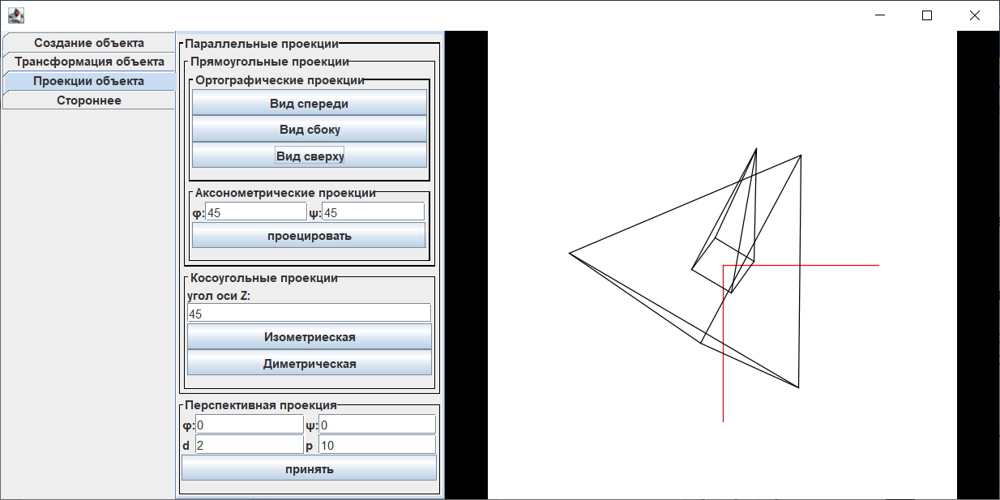 Создание объекта
Трансформация объекта
Проекции объекта
Стороннее
Параллельные проекции
Прямоугольные проекции
Ортографические проекции
Вид спереди
Вид сбоку
Вид сверху
Аксонометрические проекции
φ: 45 ψ: 45
проецировать
Косоугольные проекции
угол оси Z:
45
Изометриеская
Диметрическая
Перспективная проекция
φ: 0 ψ: 0
d 2 p 10
принять